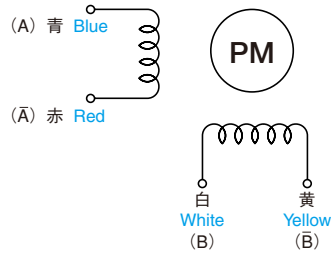 (A) 青 Blue
PM
(Ā) 赤 Red
白 黄
White Yellow
(B) (B̄)